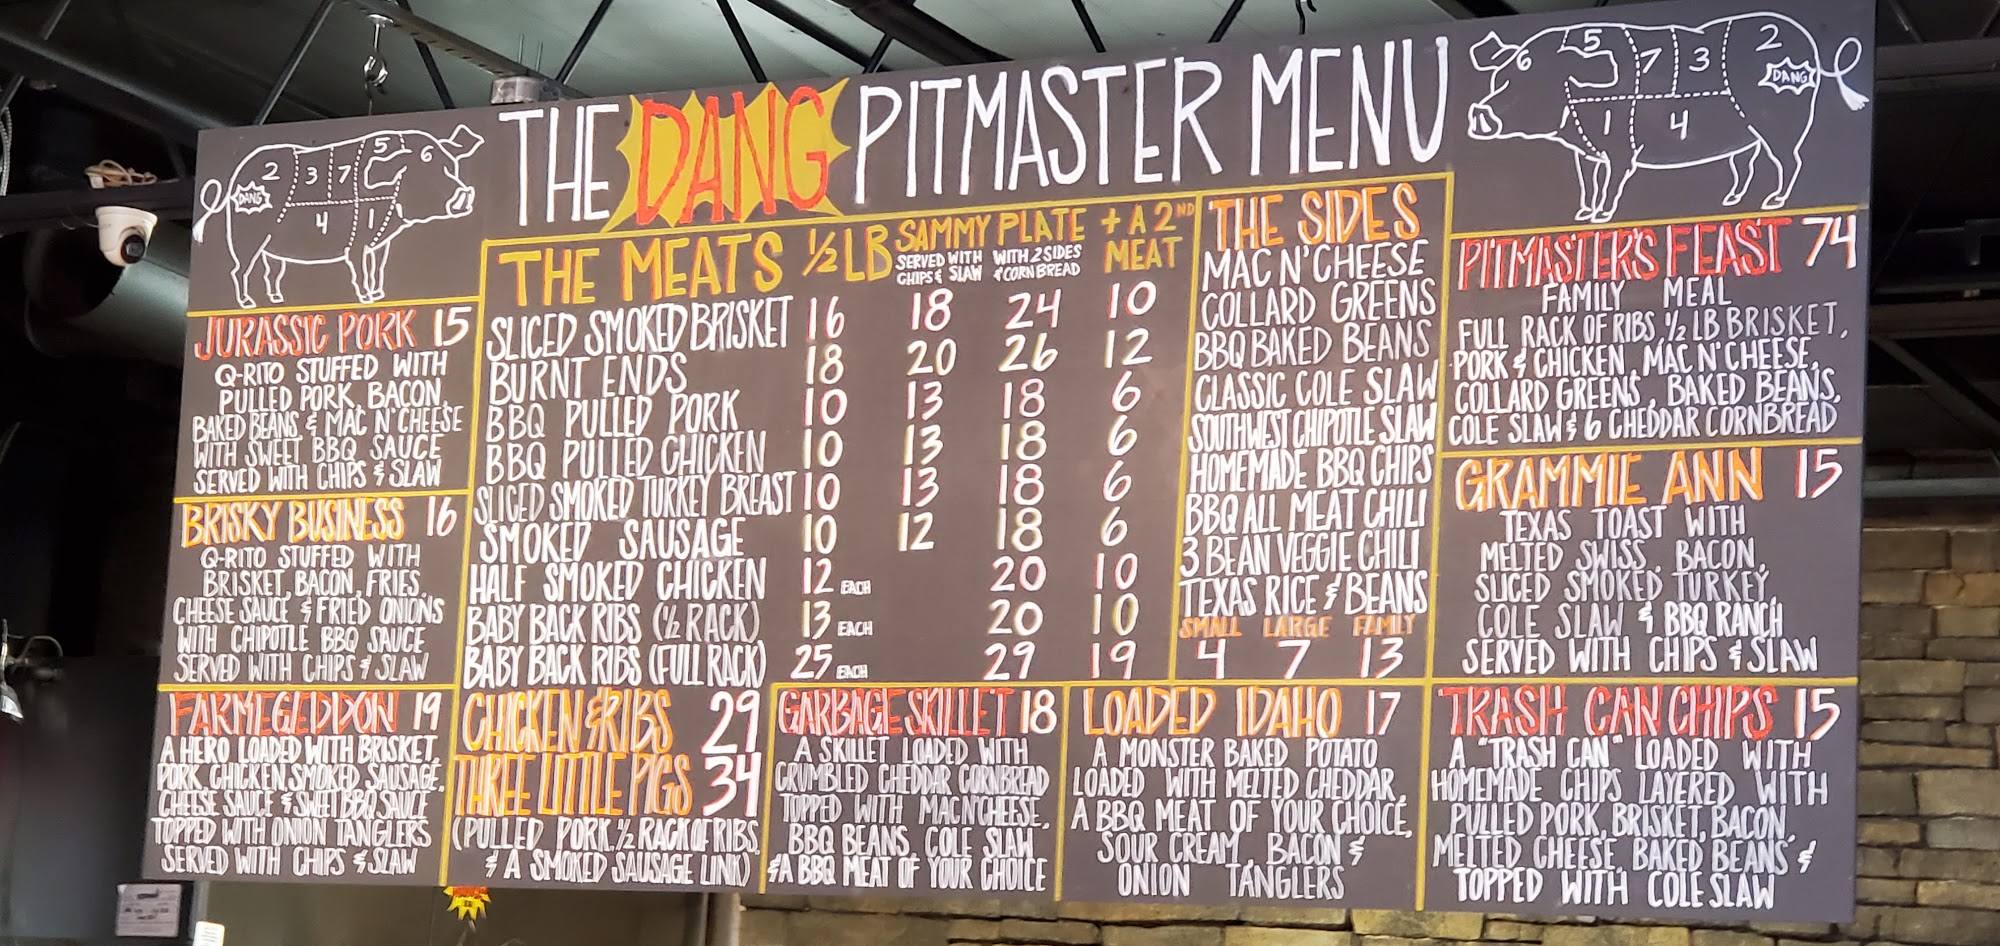 THE DANG PITMASTER MENU
2 3 7 5 6 4 1
DANG
6 5 7 3 2 1 4
DANG
JURASSIC PORK 15
Q-RITO STUFFED WITH
PULLED PORK, BACON,
BAKED BEANS & MAC N' CHEESE
WITH SWEET BBQ SAUCE
SERVED WITH CHIPS & SLAW
BRISKY BUSINESS 16
Q-RITO STUFFED WITH
BRISKET, BACON, FRIES,
CHEESE SAUCE & FRIED ONIONS
WITH CHIPOTLE BBQ SAUCE
SERVED WITH CHIPS & SLAW
FARMEGEDDON 19
A HERO LOADED WITH BRISKET,
PORK, CHICKEN, SMOKED SAUSAGE,
CHEESE SAUCE & SWEET BBQ SAUCE
TOPPED WITH ONION TANGLERS
SERVED WITH CHIPS & SLAW
THE MEATS 1/2 LB SAMMY PLATE + A 2ND MEAT
SERVED WITH CHIPS & SLAW
WITH 2 SIDES & CORNBREAD
SLICED SMOKED BRISKET 16 18 24 10
BURNT ENDS 18 20 26 12
BBQ PULLED PORK 10 13 18 6
BBQ PULLED CHICKEN 10 13 18 6
SLICED SMOKED TURKEY BREAST 10 13 18 6
SMOKED SAUSAGE 10 12 18 6
HALF SMOKED CHICKEN 12 EACH 20 10
BABY BACK RIBS (1/2 RACK) 13 EACH 20 10
BABY BACK RIBS (FULL RACK) 25 EACH 29 19
CHICKEN & RIBS 29
THREE LITTLE PIGS 34
(PULLED PORK, 1/2 RACK OF RIBS,
& A SMOKED SAUSAGE LINK)
GARBAGE SKILLET 18
A SKILLET LOADED WITH
CRUMBLED CHEDDAR CORNBREAD
TOPPED WITH MAC N' CHEESE,
BBQ BEANS, COLE SLAW
& A BBQ MEAT OF YOUR CHOICE
LOADED IDAHO 17
A MONSTER BAKED POTATO
LOADED WITH MELTED CHEDDAR,
A BBQ MEAT OF YOUR CHOICE,
SOUR CREAM, BACON &
ONION TANGLERS
THE SIDES
MAC N' CHEESE
COLLARD GREENS
BBQ BAKED BEANS
CLASSIC COLE SLAW
SOUTHWEST CHIPOTLE SLAW
HOMEMADE BBQ CHIPS
BBQ ALL MEAT CHILI
3 BEAN VEGGIE CHILI
TEXAS RICE & BEANS
SMALL LARGE FAMILY
4 7 13
PITMASTER'S FEAST 74
FAMILY MEAL
FULL RACK OF RIBS, 1/2 LB BRISKET,
PORK & CHICKEN, MAC N' CHEESE,
COLLARD GREENS, BAKED BEANS,
COLE SLAW & 6 CHEDDAR CORNBREAD
GRAMMIE ANN 15
TEXAS TOAST WITH
MELTED SWISS, BACON,
SLICED SMOKED TURKEY,
COLE SLAW & BBQ RANCH
SERVED WITH CHIPS & SLAW
TRASH CAN CHIPS 15
A "TRASH CAN" LOADED WITH
HOMEMADE CHIPS LAYERED WITH
PULLED PORK, BRISKET, BACON,
MELTED CHEESE, BAKED BEANS &
TOPPED WITH COLE SLAW